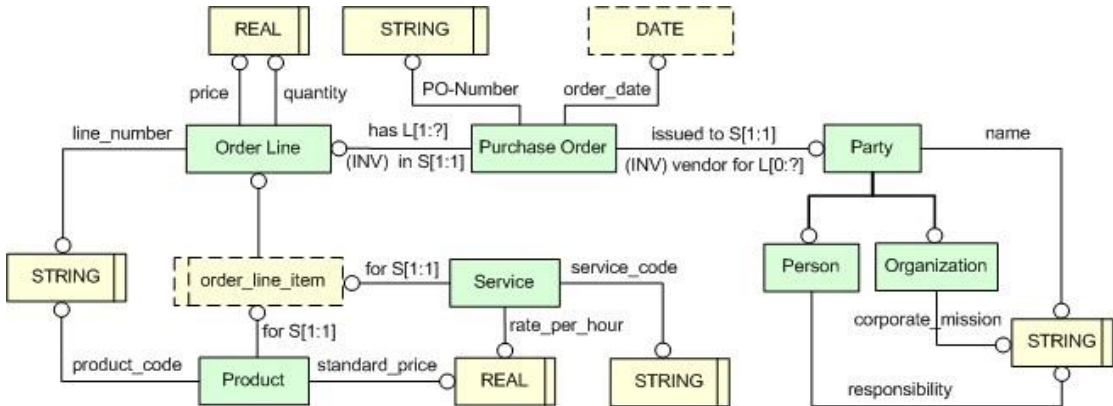 REAL
STRING
DATE
price
quantity
PO-Number
order_date
line_number
has L[1:?]
issued to S[1:1]
name
Order Line
Purchase Order
Party
(INV) in S[1:1]
(INV) vendor for L[0:?]
STRING
order_line_item
for S[1:1]
Service
service_code
Person
Organization
for S[1:1]
rate_per_hour
corporate_mission
STRING
product_code
Product
standard_price
REAL
STRING
responsibility